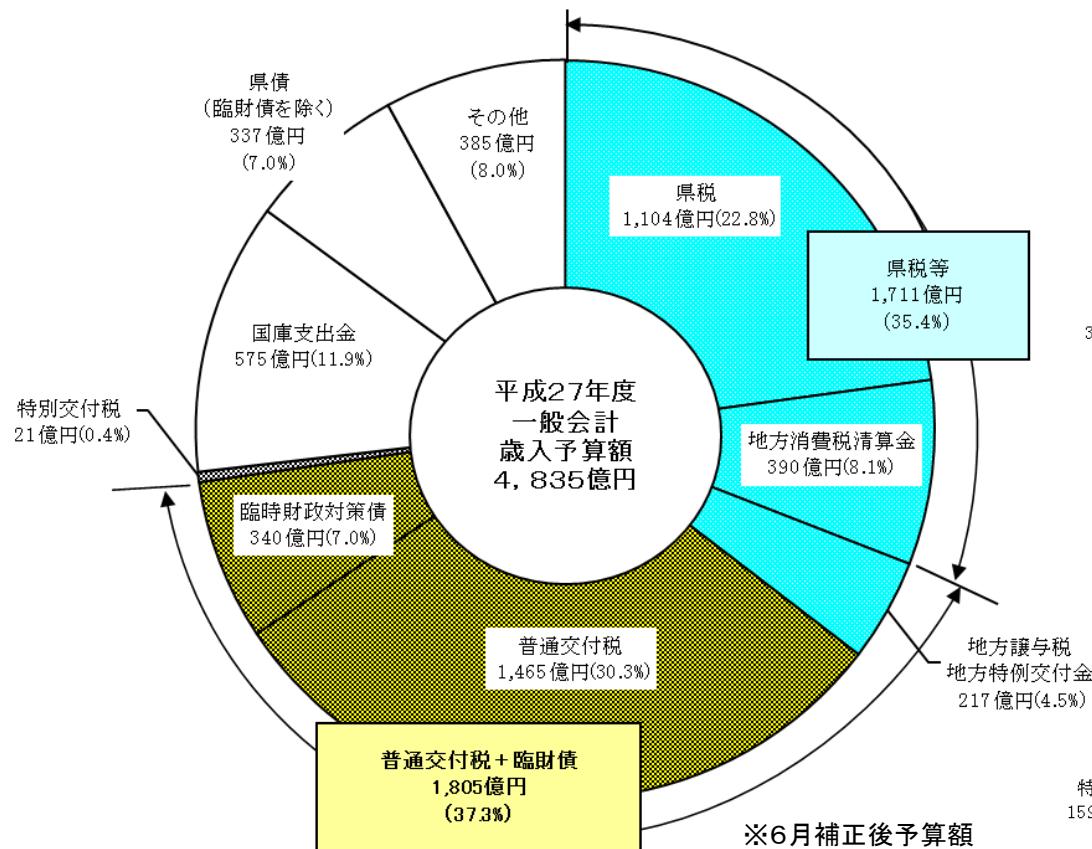 県債
(臨財債を除く)
337億円
(7.0%)
その他
385億円
(8.0%)
県税
1,104億円(22.8%)
県税等
1,711億円
(35.4%)
国庫支出金
575億円(11.9%)
特別交付税
21億円(0.4%)
平成27年度
一般会計
歳入予算額
4,835億円
地方消費税清算金
390億円(8.1%)
臨時財政対策債
340億円(7.0%)
普通交付税
1,465億円(30.3%)
地方譲与税
地方特例交付金
217億円(4.5%)
普通交付税+臨財債
1,805億円
(37.3%)
※6月補正後予算額
3
特
159